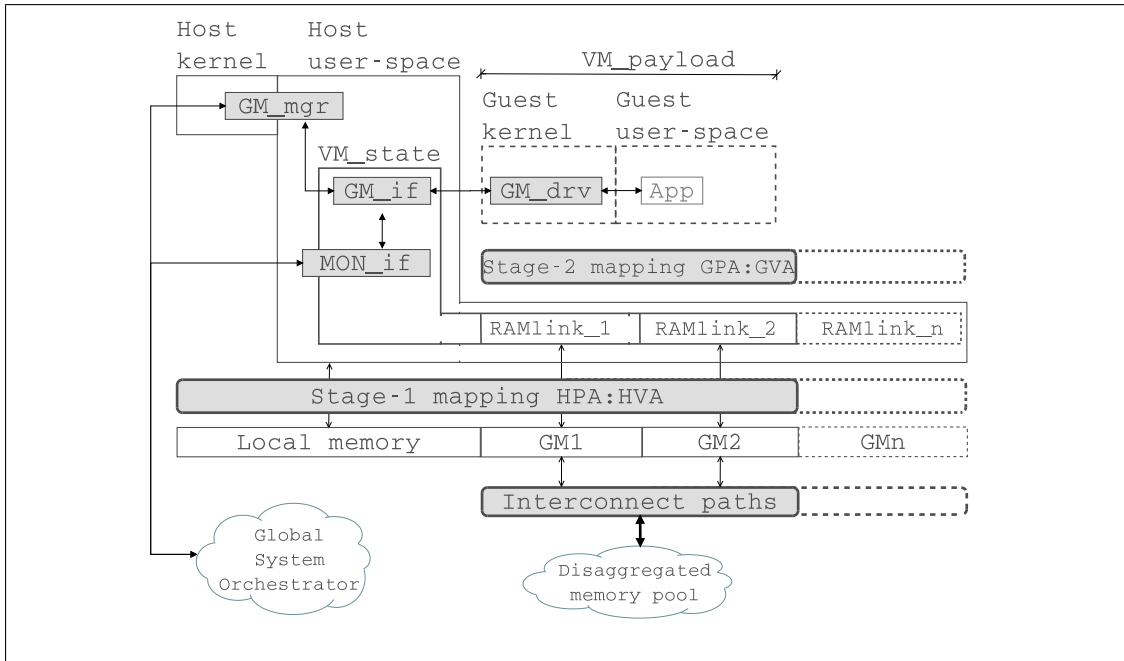 Host
kernel
Host
user-space
VM_payload
GM_mgr
Guest
kernel
Guest
user-space
VM_state
GM_if
GM_drv
App
MON_if
Stage-2 mapping GPA:GVA
RAMlink_1
RAMlink_2
RAMlink_n
Stage-1 mapping HPA:HVA
Local memory
GM1
GM2
GMn
Interconnect paths
Global
System
Orchestrator
Disaggregated
memory pool